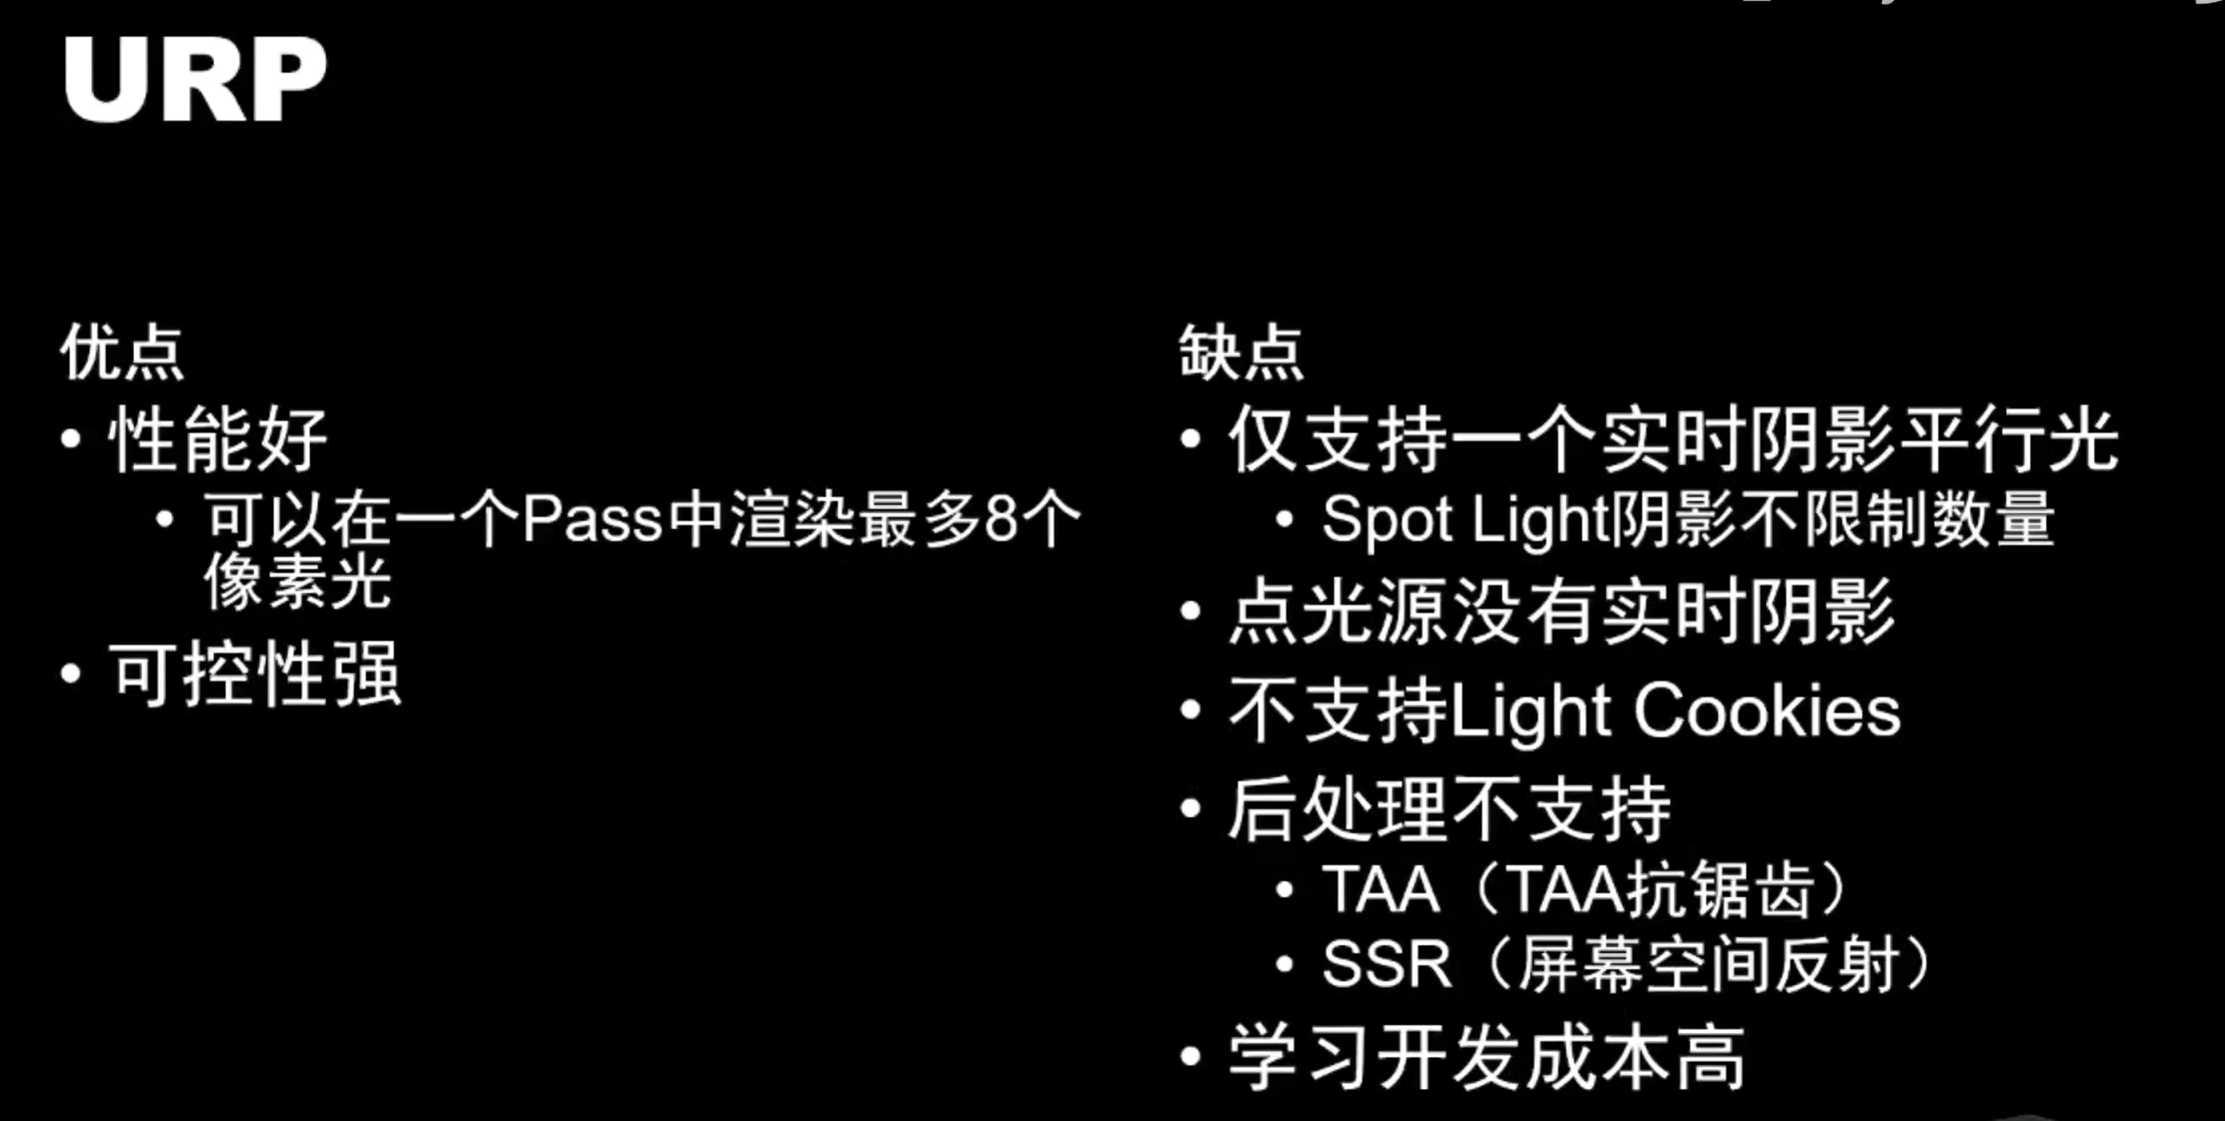 URP
优点
• 性能好
• 可以在一个Pass中渲染最多8个
像素光
• 可控性强
缺点
• 仅支持一个实时阴影平行光
• Spot Light阴影不限制数量
• 点光源没有实时阴影
• 不支持Light Cookies
• 后处理不支持
• TAA（TAA抗锯齿）
• SSR（屏幕空间反射）
• 学习开发成本高